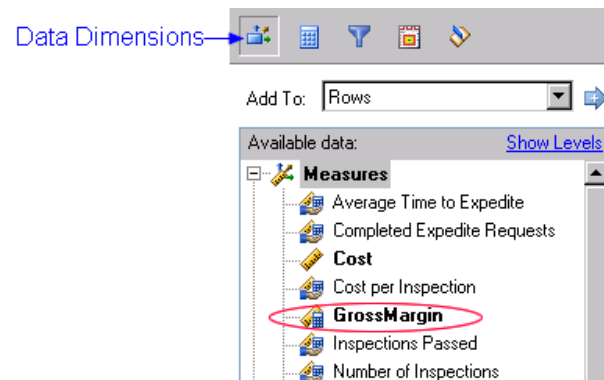 Data Dimensions
Add To: Rows
Available data: Show Levels
Measures
Average Time to Expedite
Completed Expedite Requests
Cost
Cost per Inspection
GrossMargin
Inspections Passed
Number of Inspections